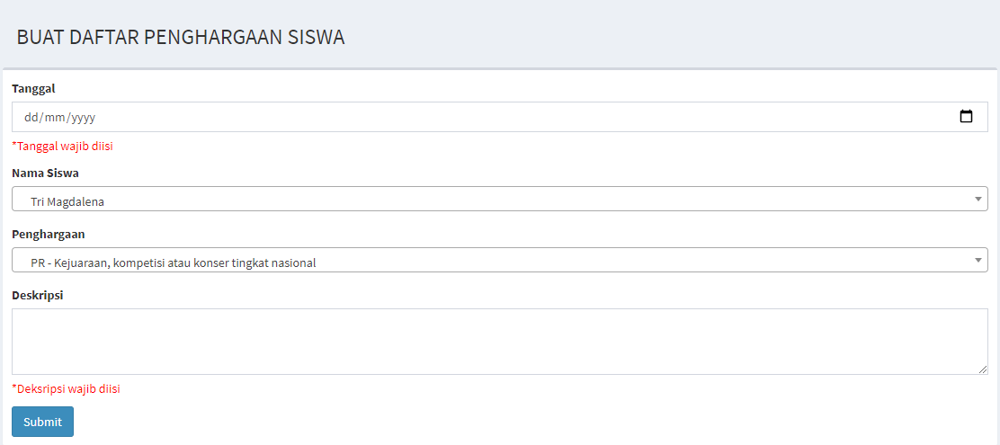 BUAT DAFTAR PENGHARGAAN SISWA
Tanggal
dd/mm/yyyy
*Tanggal wajib diisi
Nama Siswa
Tri Magdalena
Penghargaan
PR - Kejuaraan, kompetisi atau konser tingkat nasional
Deskripsi
*Deksripsi wajib diisi
Submit